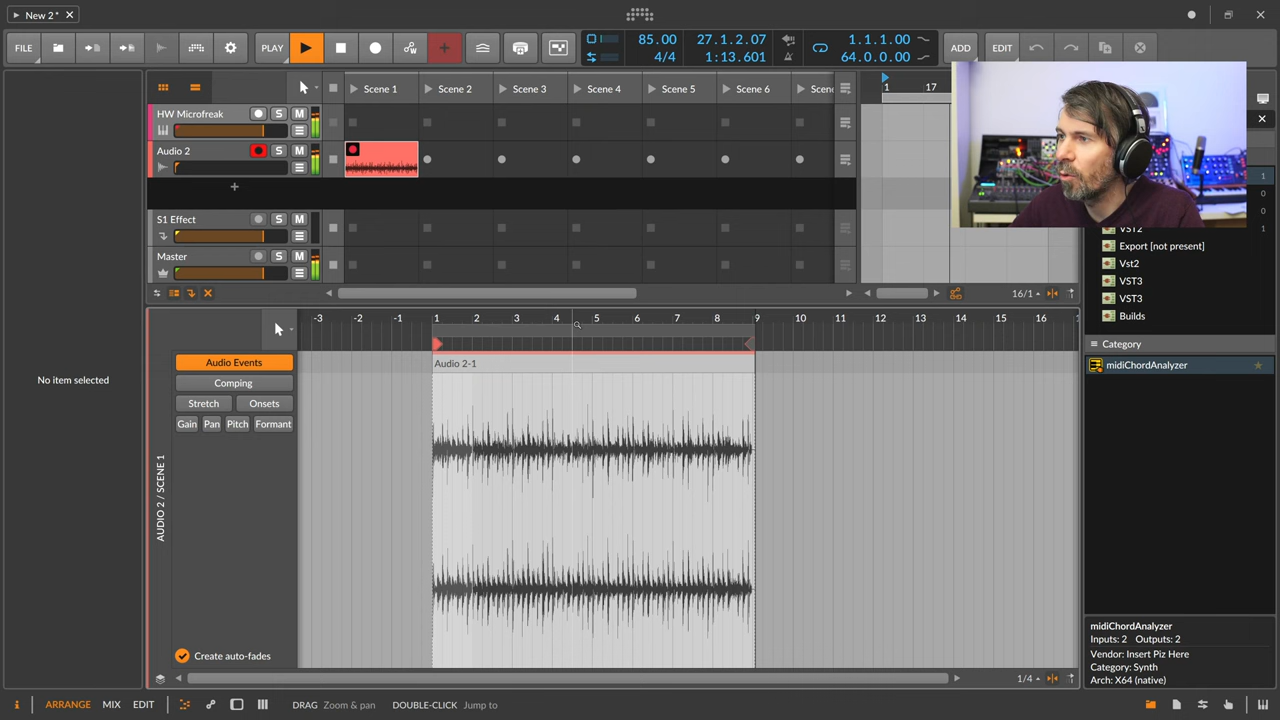 New 2*
FILE
PLAY
85.00
4/4
27.1.2.07
1:13.601
1.1.1.00
64.0.0.00
ADD
EDIT
Scene 1
Scene 2
Scene 3
Scene 4
Scene 5
Scene 6
1
17
HW Microfreak
S
M
Audio 2
S
M
+
S1 Effect
S
M
Master
S
M
16/1
-3
-2
-1
1
2
3
4
5
6
7
8
9
10
11
12
13
14
15
16
Audio Events
Comping
Stretch
Onsets
Gain
Pan
Pitch
Formant
Audio 2-1
AUDIO 2 / SCENE 1
Create auto-fades
1/4
No item selected
1
0
0
VST2
1
Export [not present]
Vst2
VST3
VST3
Builds
Category
midiChordAnalyzer
midiChordAnalyzer
Inputs: 2 Outputs: 2
Vendor: Insert Piz Here
Category: Synth
Arch: X64 (native)
i
ARRANGE
MIX
EDIT
DRAG Zoom & pan
DOUBLE-CLICK Jump to